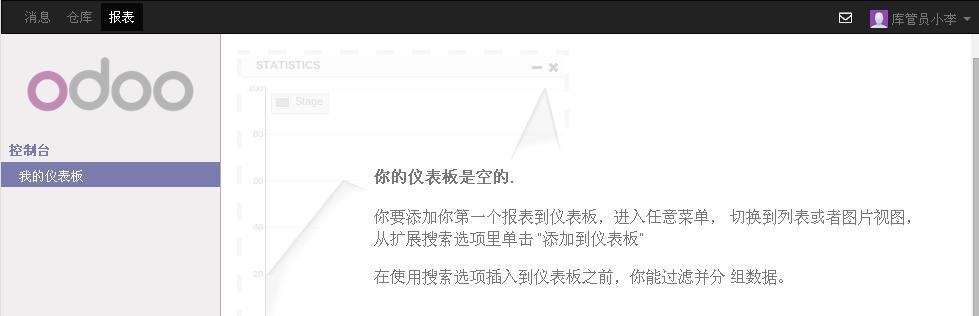 消息 仓库 报表 库管员小李
odoo
控制台
我的仪表板
STATISTICS
100
Stage
80
60
40
20
你的仪表板是空的.
你要添加你第一个报表到仪表板，进入任意菜单， 切换到列表或者图片视图，
从扩展搜索选项里单击 "添加到仪表板"
在使用搜索选项插入到仪表板之前，你能过滤并分 组数据。